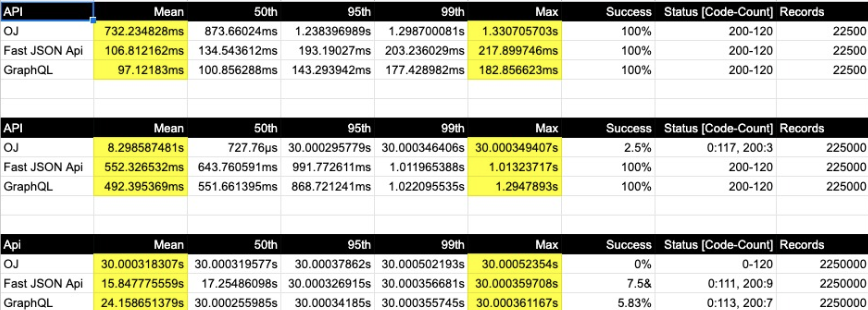 API Mean 50th 95th 99th Max Success Status [Code-Count] Records
OJ 732.234828ms 873.66024ms 1.238396989s 1.298700081s 1.330705703s 100% 200-120 22500
Fast JSON Api 106.812162ms 134.543612ms 193.19027ms 203.236029ms 217.899746ms 100% 200-120 22500
GraphQL 97.12183ms 100.856288ms 143.293942ms 177.428982ms 182.856623ms 100% 200-120 22500
API Mean 50th 95th 99th Max Success Status [Code-Count] Records
OJ 8.298587481s 727.76µs 30.000295779s 30.000346406s 30.000349407s 2.5% 0:117, 200:3 225000
Fast JSON Api 552.326532ms 643.760591ms 991.772611ms 1.011965388s 1.01323717s 100% 200-120 225000
GraphQL 492.395369ms 551.661395ms 868.721241ms 1.022095535s 1.2947893s 100% 200-120 225000
Api Mean 50th 95th 99th Max Success Status [Code-Count] Records
OJ 30.000318307s 30.000319577s 30.00037862s 30.000502193s 30.00052354s 0% 0-120 2250000
Fast JSON Api 15.847775559s 17.25486098s 30.000326915s 30.000356681s 30.000359708s 7.5& 0:111, 200:9 2250000
GraphQL 24.158651379s 30.000255985s 30.00034185s 30.000355745s 30.000361167s 5.83% 0:113, 200:7 2250000